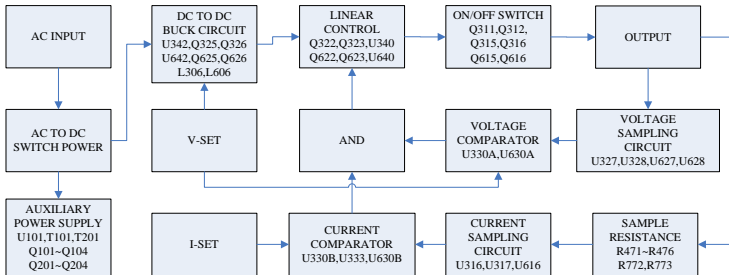 AC INPUT
DC TO DC
BUCK CIRCUIT
U342,Q325,Q326
U642,Q625,Q626
L306,L606
LINEAR
CONTROL
Q322,Q323,U340
Q622,Q623,U640
ON/OFF SWITCH
Q311,Q312,
Q315,Q316
Q615,Q616
OUTPUT
AC TO DC
SWITCH POWER
V-SET
AND
VOLTAGE
COMPARATOR
U330A,U630A
VOLTAGE
SAMPLING
CIRCUIT
U327,U328,U627,U628
AUXILIARY
POWER SUPPLY
U101,T101,T201
Q101~Q104
Q201~Q204
I-SET
CURRENT
COMPARATOR
U330B,U333,U630B
CURRENT
SAMPLING
CIRCUIT
U316,U317,U616
SAMPLE
RESISTANCE
R471~R476
R772,R773